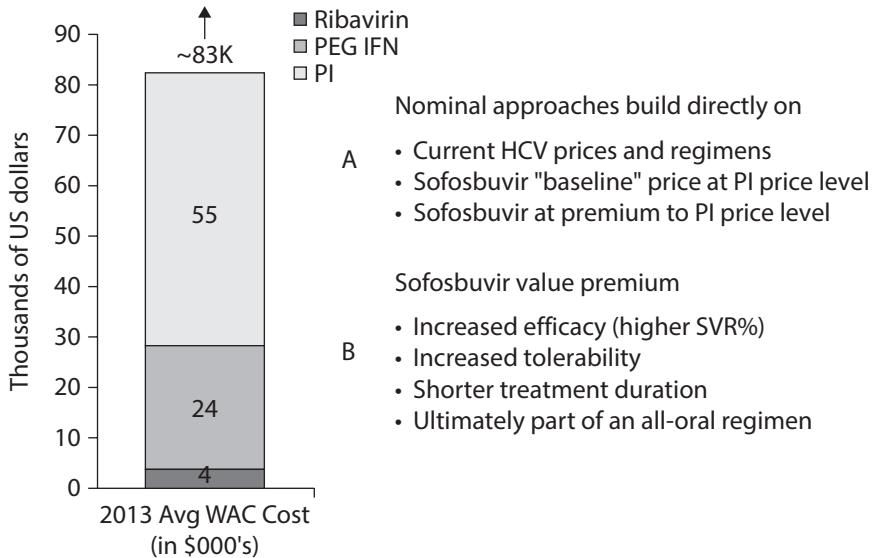 Thousands of US dollars
90
80
70
60
50
40
30
20
10
0
~83K
55
24
4
2013 Avg WAC Cost
(in $000's)
Ribavirin
PEG IFN
PI
A
Nominal approaches build directly on
• Current HCV prices and regimens
• Sofosbuvir "baseline" price at PI price level
• Sofosbuvir at premium to PI price level
B
Sofosbuvir value premium
• Increased efficacy (higher SVR%)
• Increased tolerability
• Shorter treatment duration
• Ultimately part of an all-oral regimen